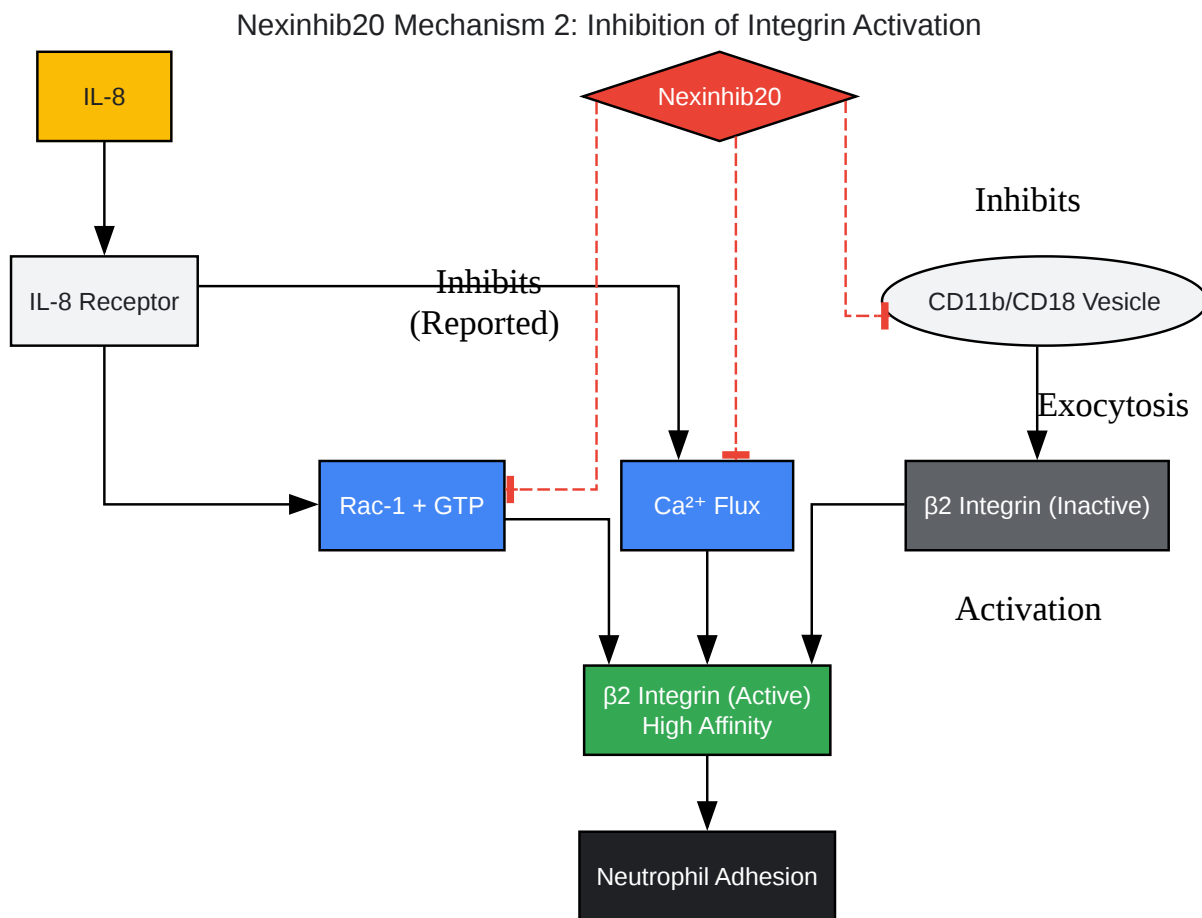 Nexinhib20 Mechanism 2: Inhibition of Integrin Activation
IL-8
Nexinhib20
Inhibits
IL-8 Receptor
Inhibits
(Reported)
CD11b/CD18 Vesicle
Exocytosis
Rac-1 + GTP
Ca²⁺ Flux
β2 Integrin (Inactive)
Activation
β2 Integrin (Active)
High Affinity
Neutrophil Adhesion